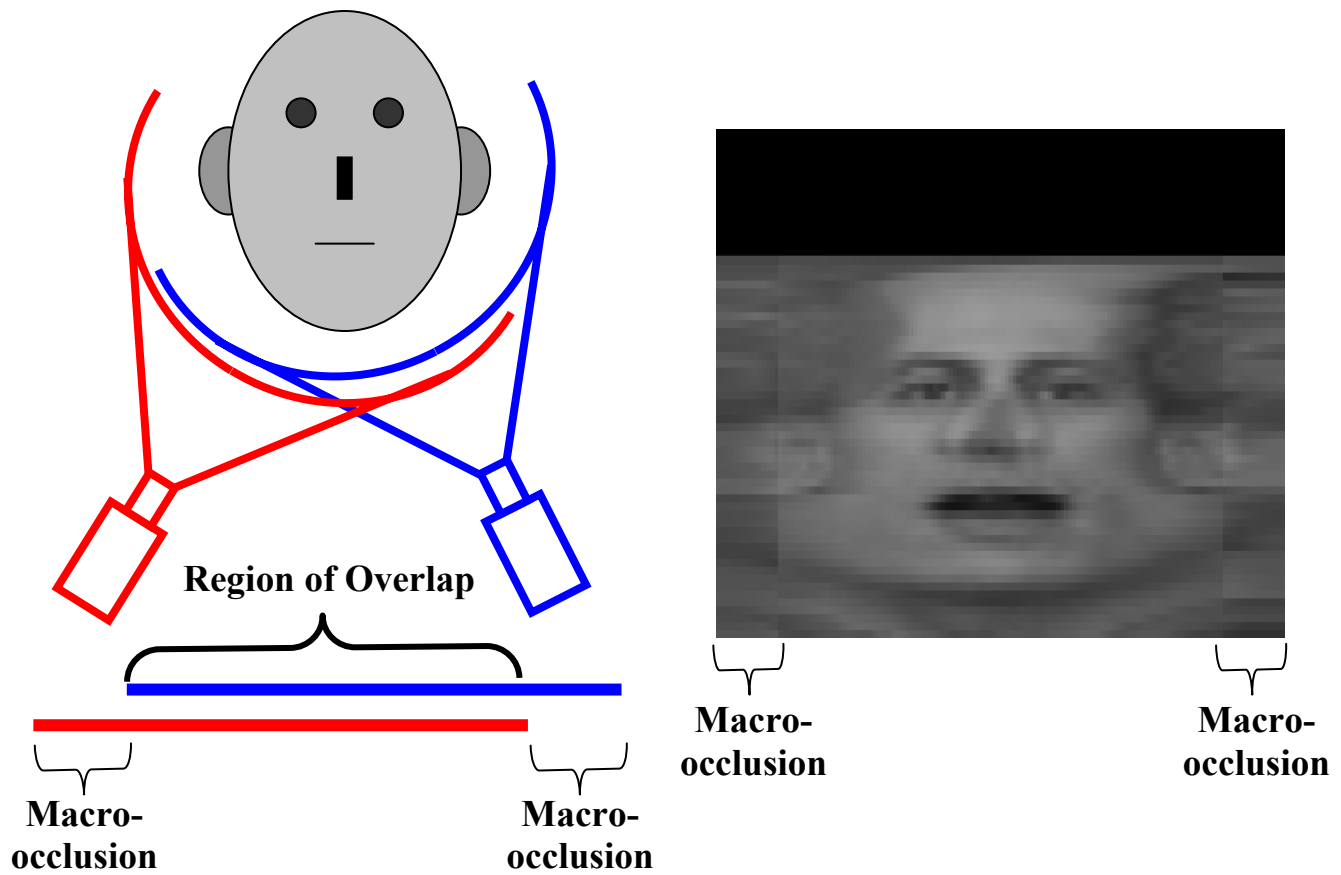 Region of Overlap
Macro-
occlusion
Macro-
occlusion
Macro-
occlusion
Macro-
occlusion